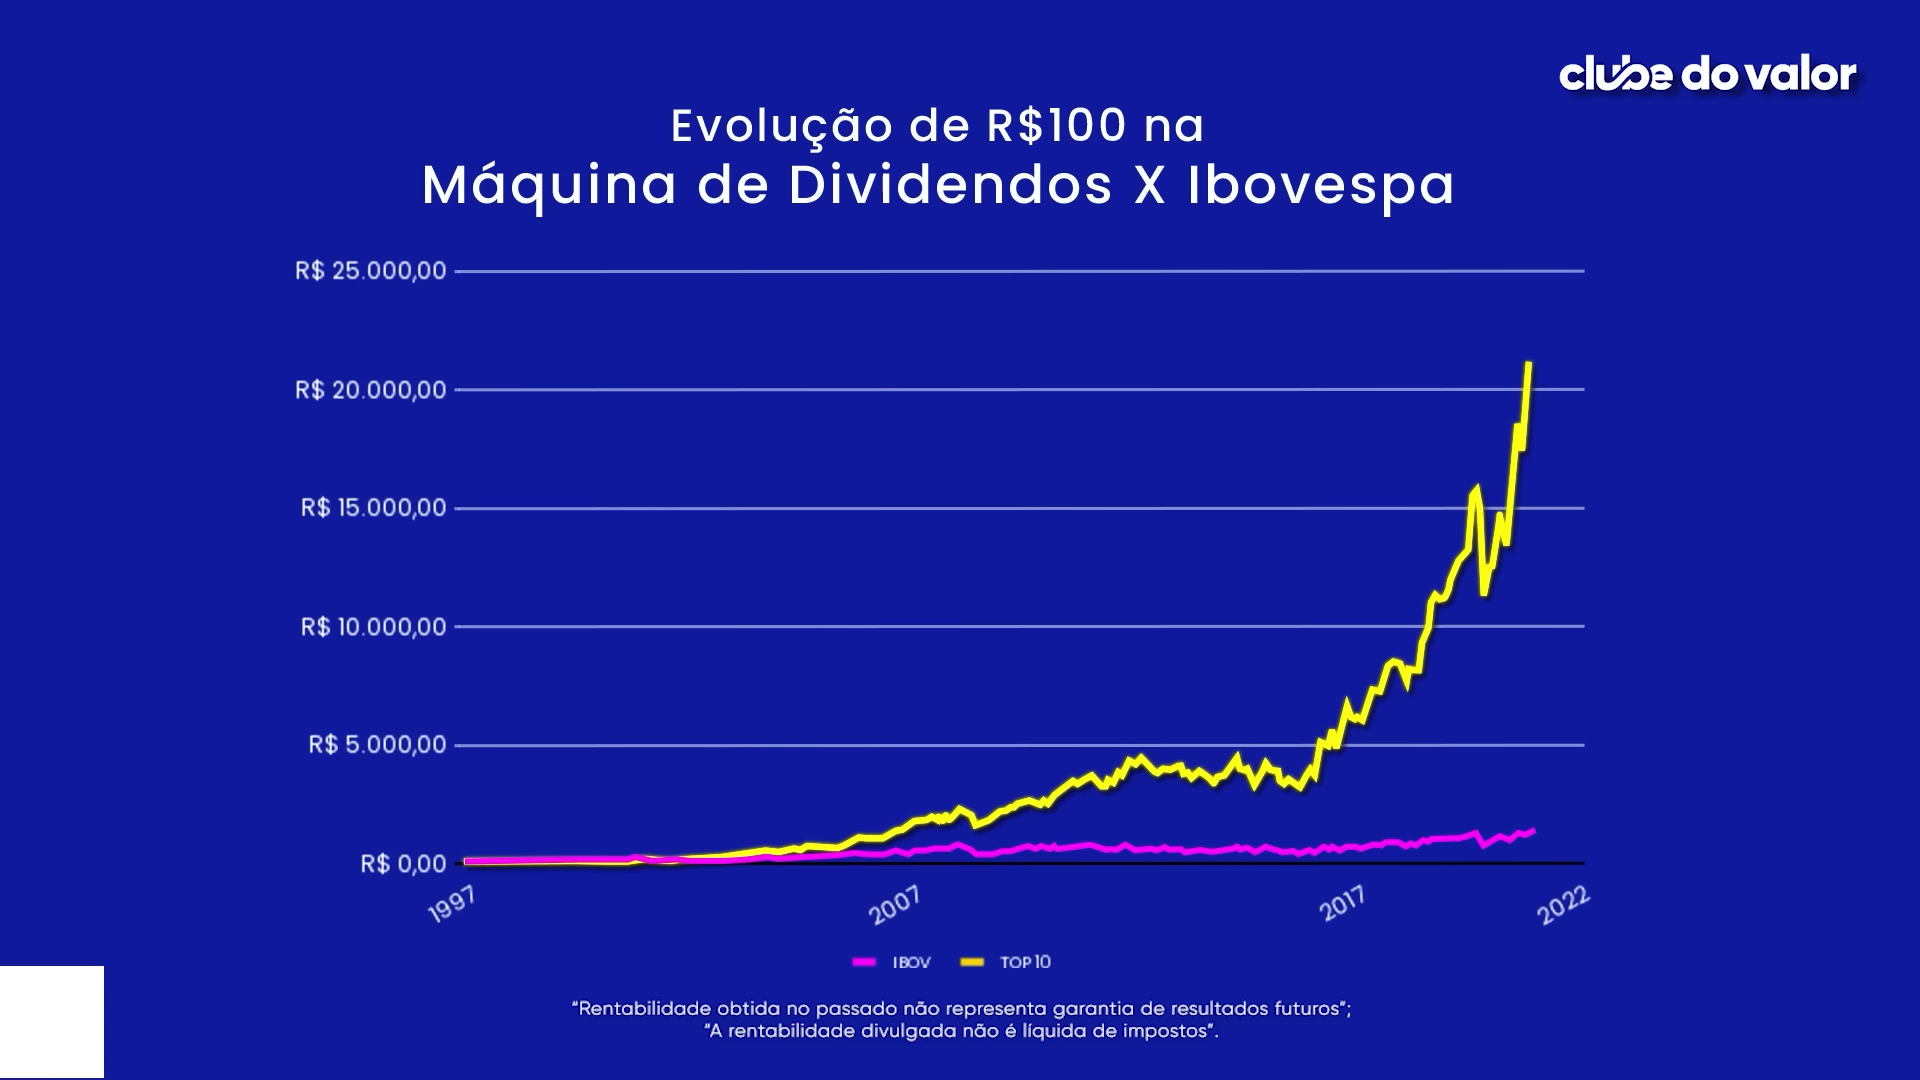 clube do valor
Evolução de R$100 na
Máquina de Dividendos X Ibovespa
R$ 25.000,00
R$ 20.000,00
R$ 15.000,00
R$ 10.000,00
R$ 5.000,00
R$ 0,00
1997
2007
2017
2022
IBOV
TOP 10
“Rentabilidade obtida no passado não representa garantia de resultados futuros”;
“A rentabilidade divulgada não é líquida de impostos”.